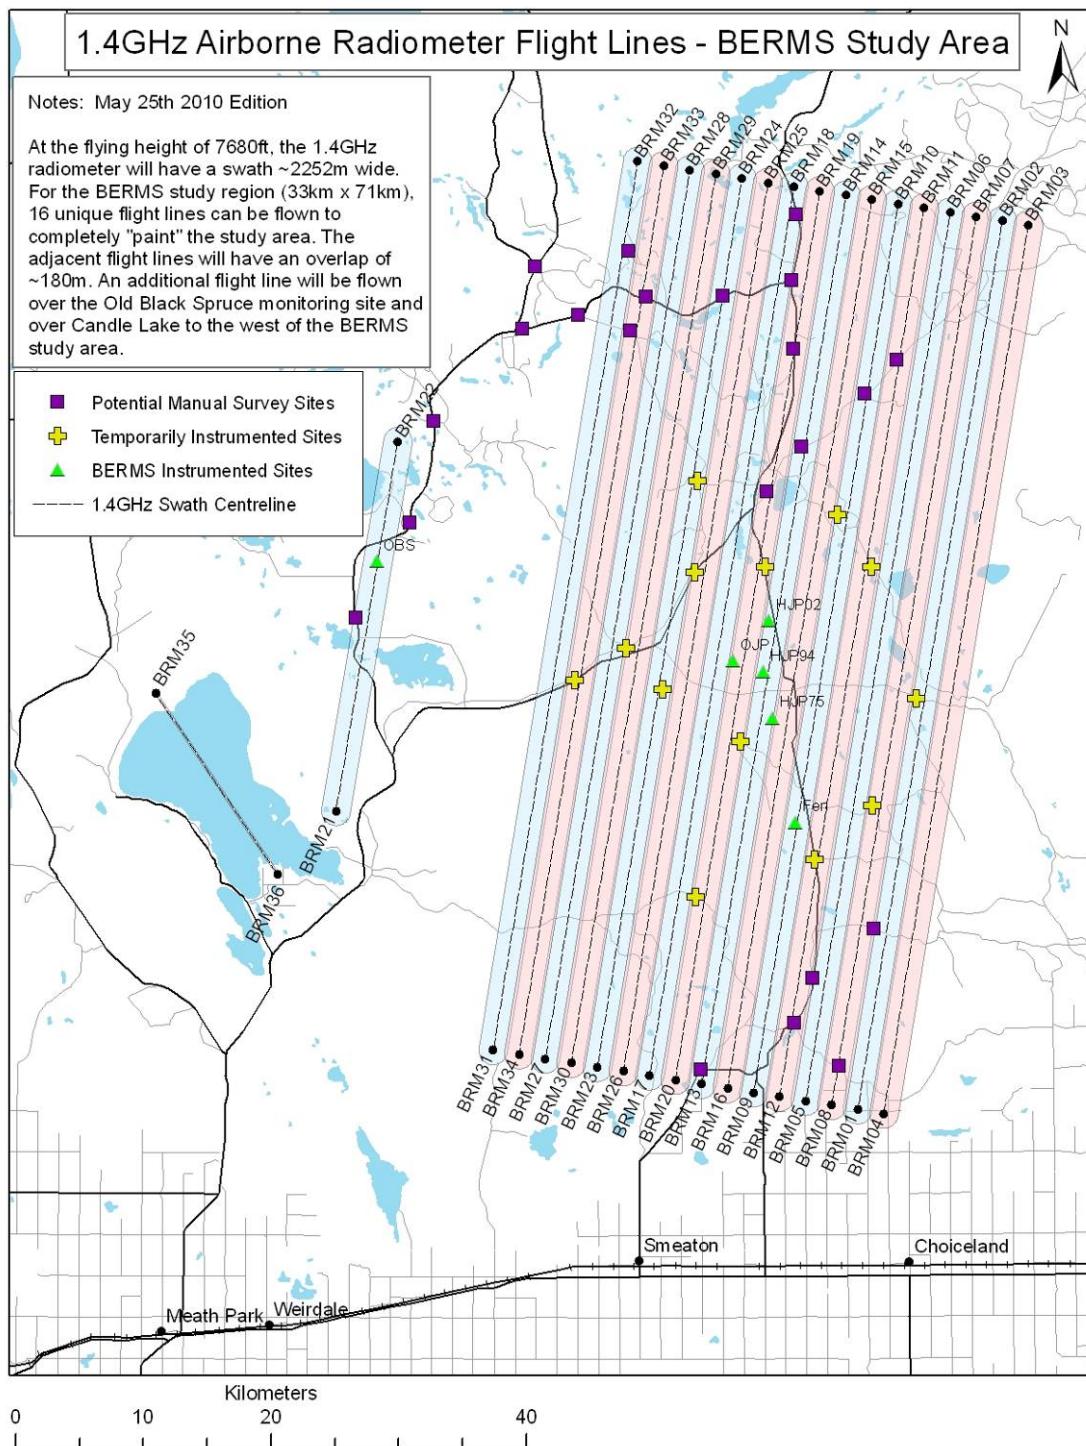 1.4GHz Airborne Radiometer Flight Lines - BERMS Study Area
N
Notes:  May 25th 2010 Edition
At the flying height of 7680ft, the 1.4GHz
radiometer will have a swath ~2252m wide.
For the BERMS study region (33km x 71km),
16 unique flight lines can be flown to
completely "paint" the study area. The
adjacent flight lines will have an overlap of
~180m. An additional flight line will be flown
over the Old Black Spruce monitoring site and
over Candle Lake to the west of the BERMS
study area.
Potential Manual Survey Sites
Temporarily Instrumented Sites
BERMS Instrumented Sites
1.4GHz Swath Centreline
BRM32
BRM33
BRM28
BRM29
BRM24
BRM25
BRM18
BRM19
BRM14
BRM15
BRM10
BRM11
BRM06
BRM07
BRM02
BRM03
BRM22
OBS
HJP02
OJP
HJP94
HJP75
Fen
BRM35
BRM21
BRM36
BRM31
BRM34
BRM27
BRM30
BRM23
BRM26
BRM17
BRM20
BRM13
BRM16
BRM09
BRM12
BRM05
BRM08
BRM01
BRM04
Smeaton
Choiceland
Meath Park
Weirdale
Kilometers
0 10 20 40